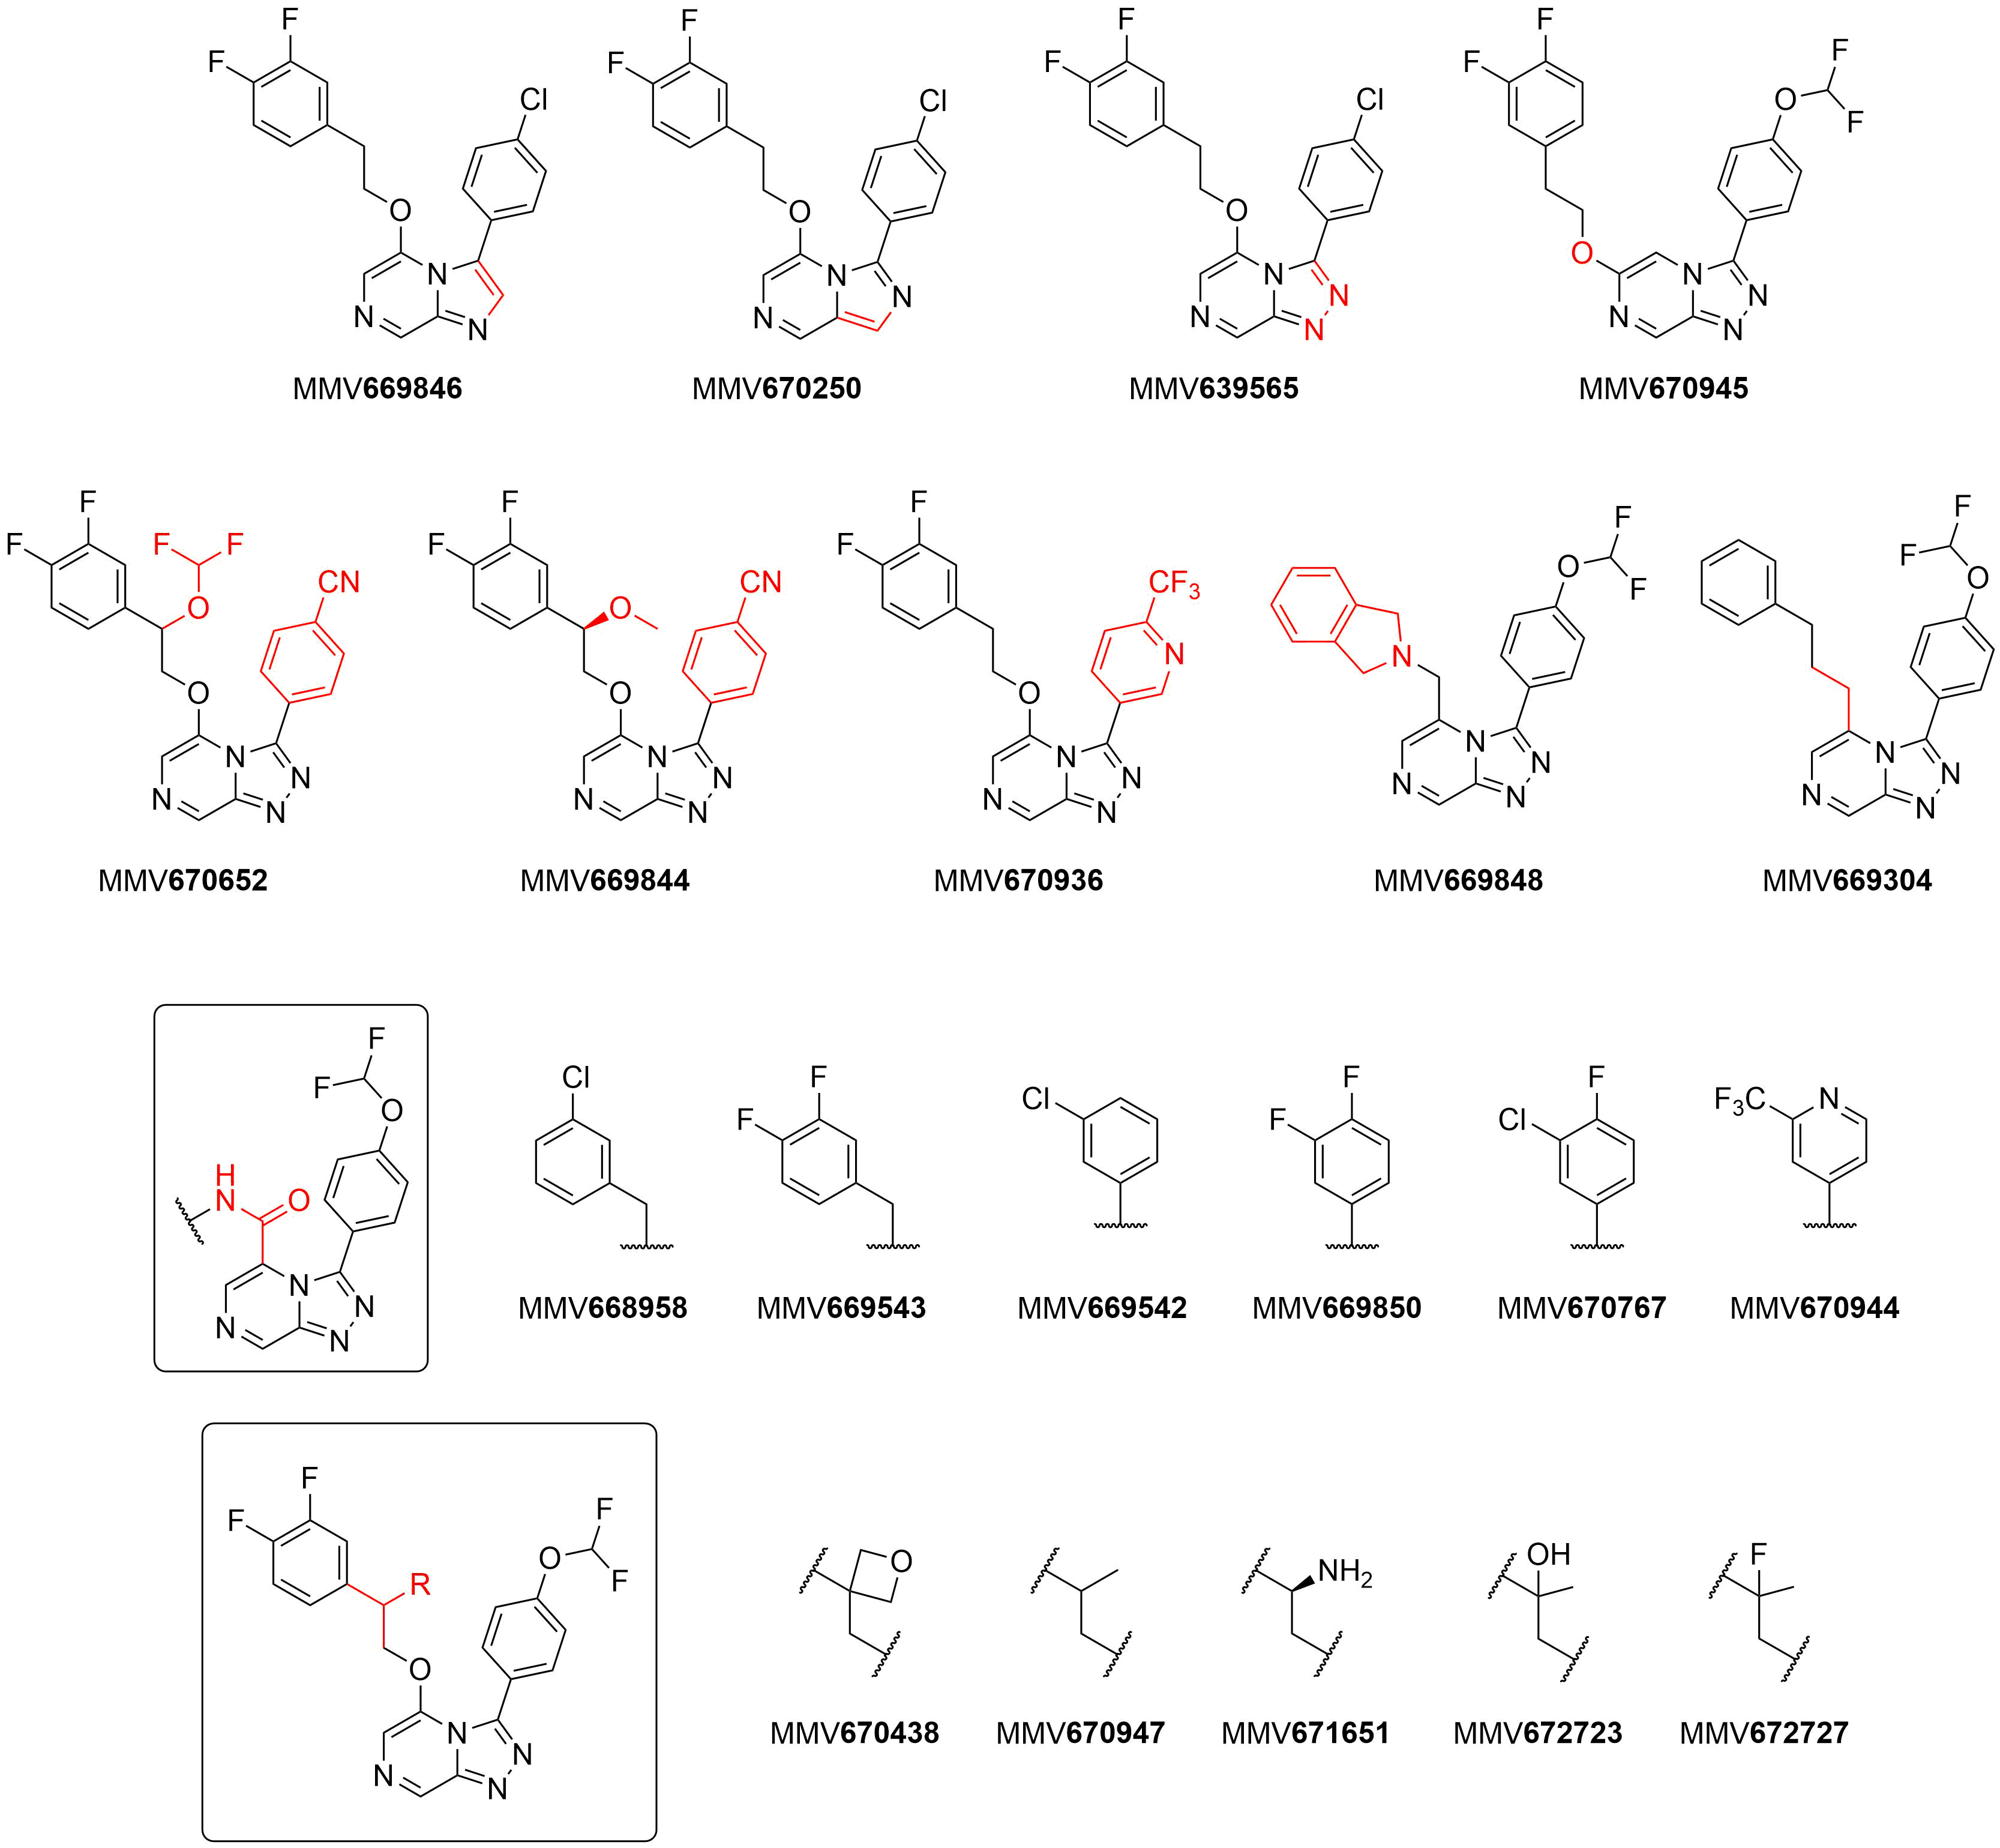 F F Cl O N N N
MMV669846
F F Cl O N N N
MMV670250
F F Cl O N N N N
MMV639565
F F O F F O N N N N
MMV670945
F F F F O CN O N N N N
MMV670652
F F O CN O N N N N
MMV669844
F F CF3 N O N N N N
MMV670936
F O F N N N N N
MMV669848
F F O N N N N
MMV669304
F F O H N O N N N N
Cl
MMV668958
F F
MMV669543
Cl
MMV669542
F F
MMV669850
F Cl
MMV670767
F3C N
MMV670944
F F R F O F O N N N N
O
MMV670438
MMV670947
NH2
MMV671651
OH
MMV672723
F
MMV672727